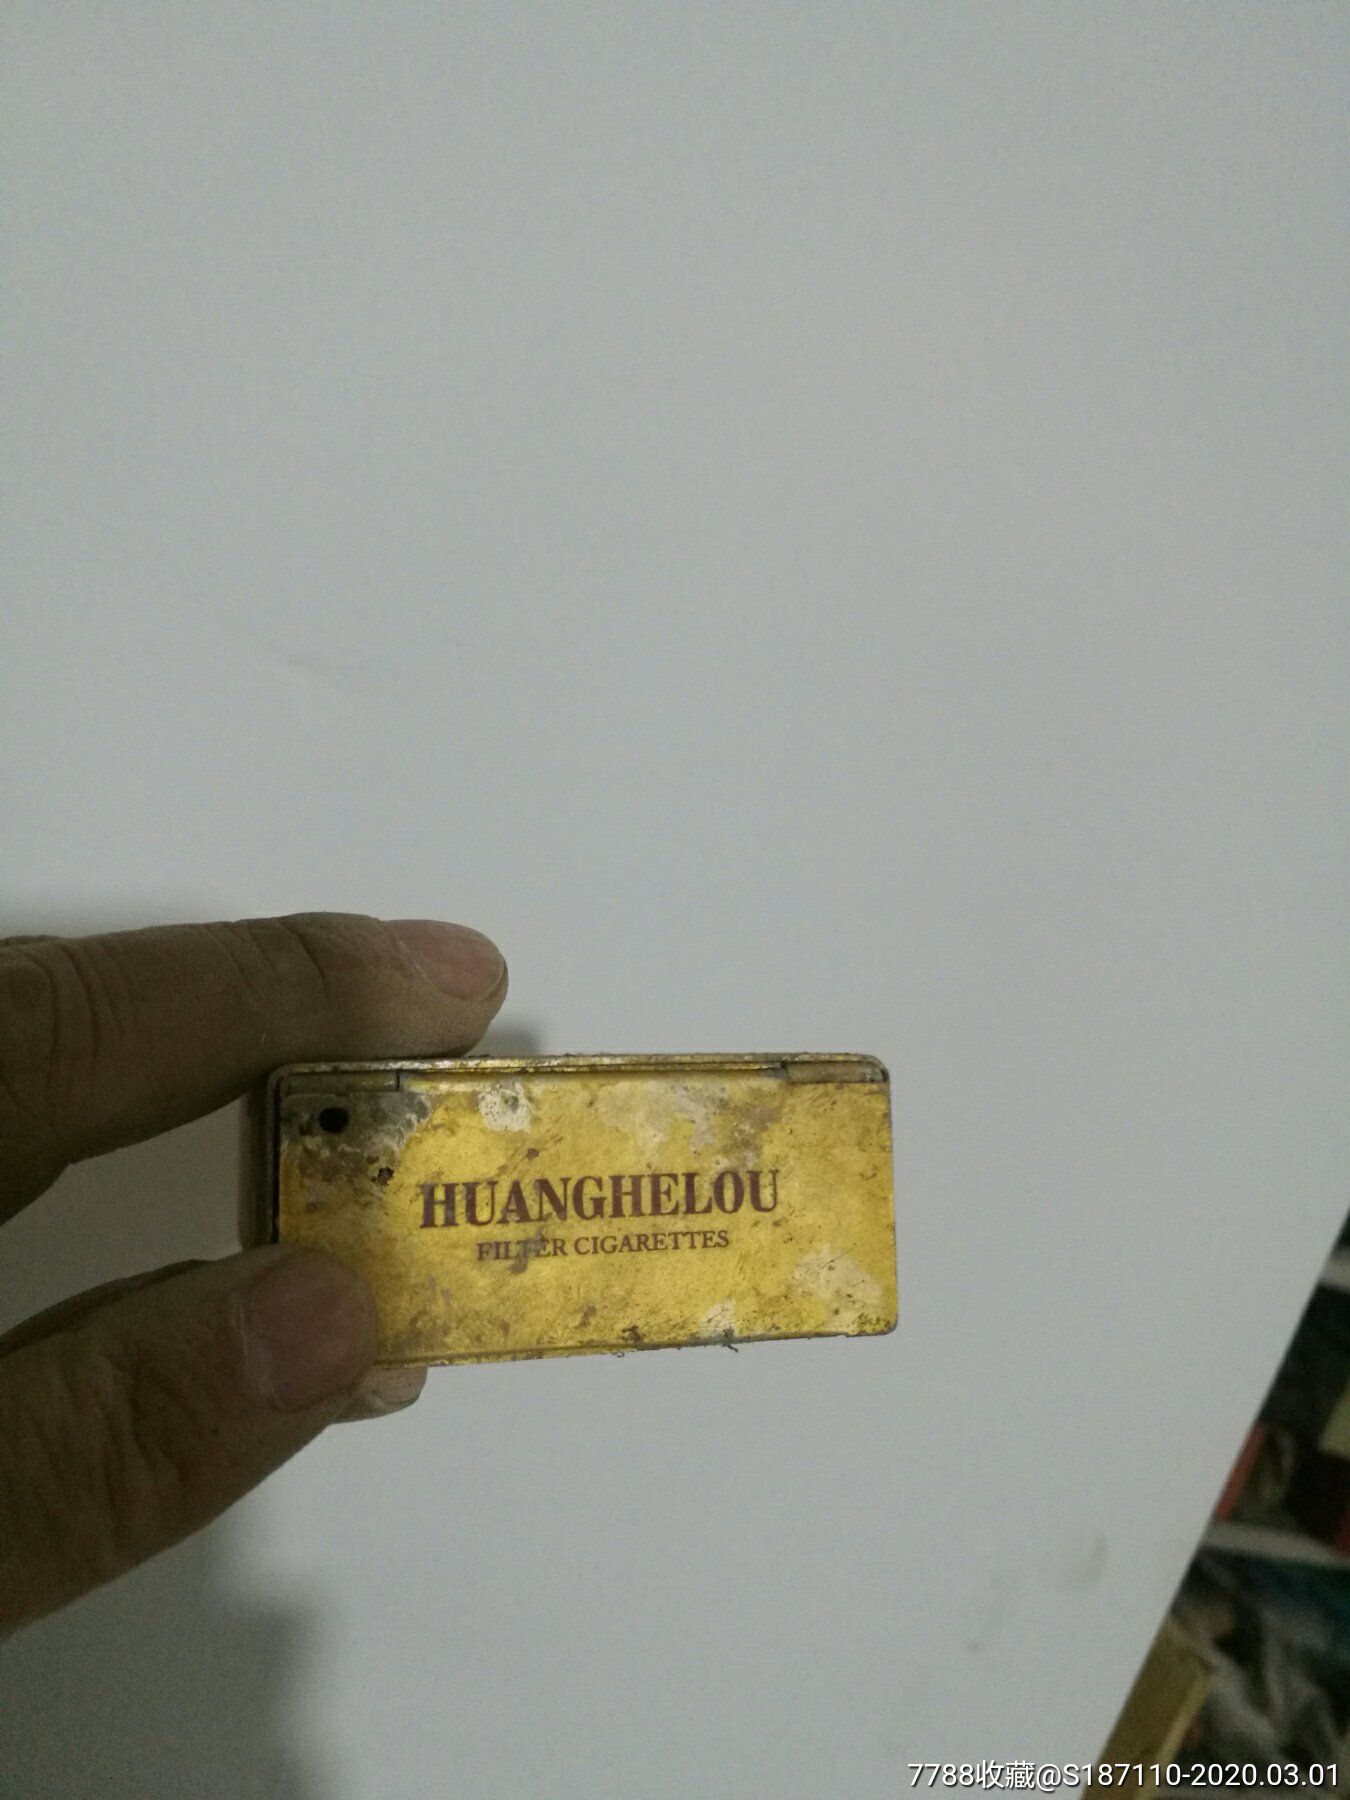 HUANGHELOU
FILTER CIGARETTES
7788收藏@S187110-2020.03.01